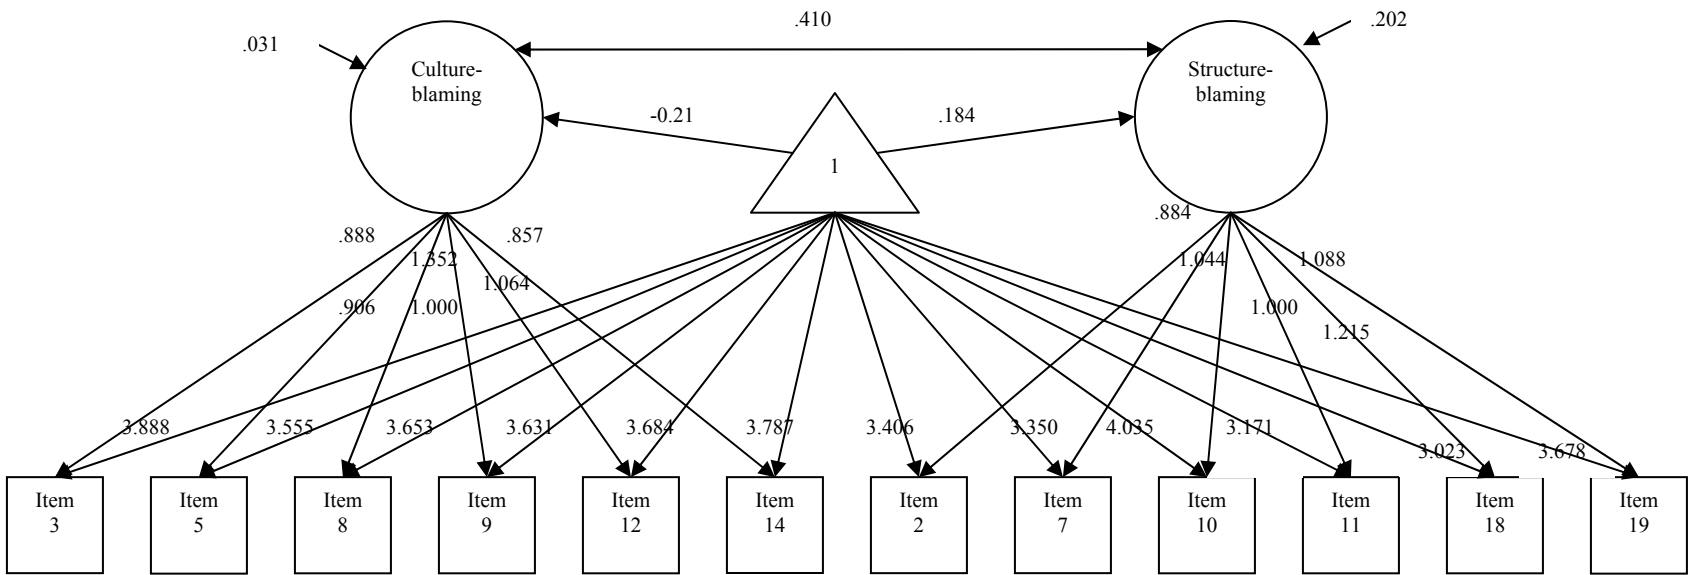 .410
.202
.031
Culture-
blaming
Structure-
blaming
-0.21
.184
1
.884
.888
.857
1.352
1.044
1.088
1.064
.906
1.000
1.000
1.215
3.888
3.555
3.653
3.631
3.684
3.787
3.406
3.350
4.035
3.171
3.023
3.678
Item
3
Item
5
Item
8
Item
9
Item
12
Item
14
Item
2
Item
7
Item
10
Item
11
Item
18
Item
19